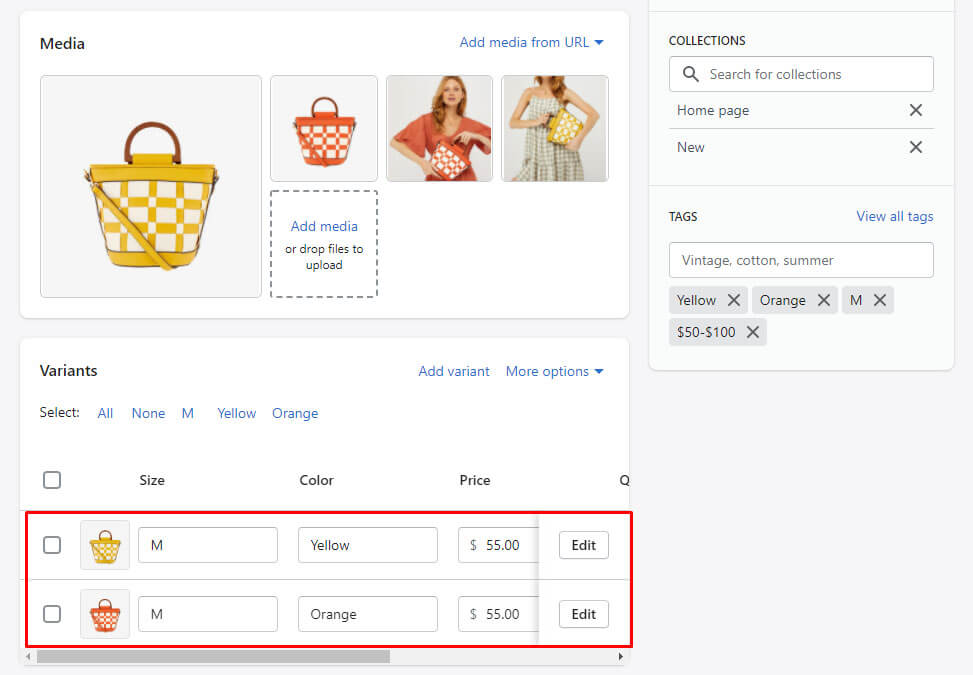 Media
Add media from URL
Add media
or drop files to
upload
Variants
Add variant
More options
Select:
All
None
M
Yellow
Orange
Size
Color
Price
Q
M
Yellow
$ 55.00
Edit
M
Orange
$ 55.00
Edit
COLLECTIONS
Search for collections
Home page
New
TAGS
View all tags
Vintage, cotton, summer
Yellow
Orange
M
$50-$100